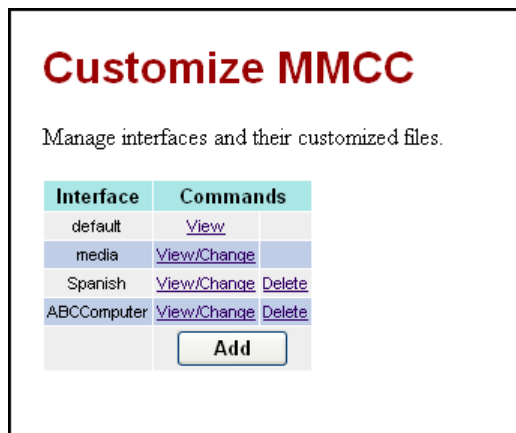 Customize MMCC
Manage interfaces and their customized files.
Interface Commands
default View
media View/Change
Spanish View/Change Delete
ABCComputer View/Change Delete
Add